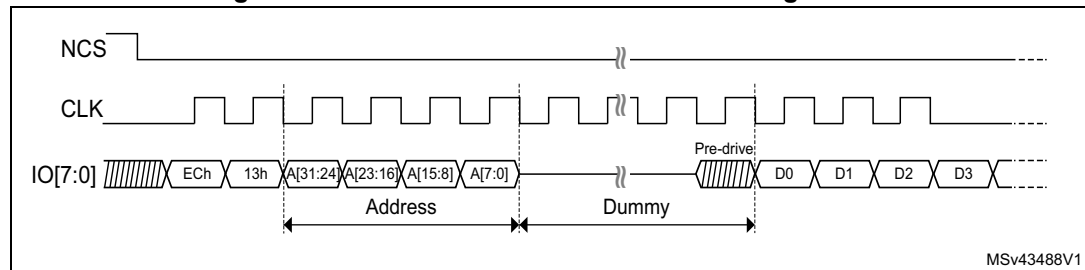 NCS
CLK
Pre-drive
IO[7:0] ECh 13h A[31:24] A[23:16] A[15:8] A[7:0] D0 D1 D2 D3
Address Dummy
MSv43488V1